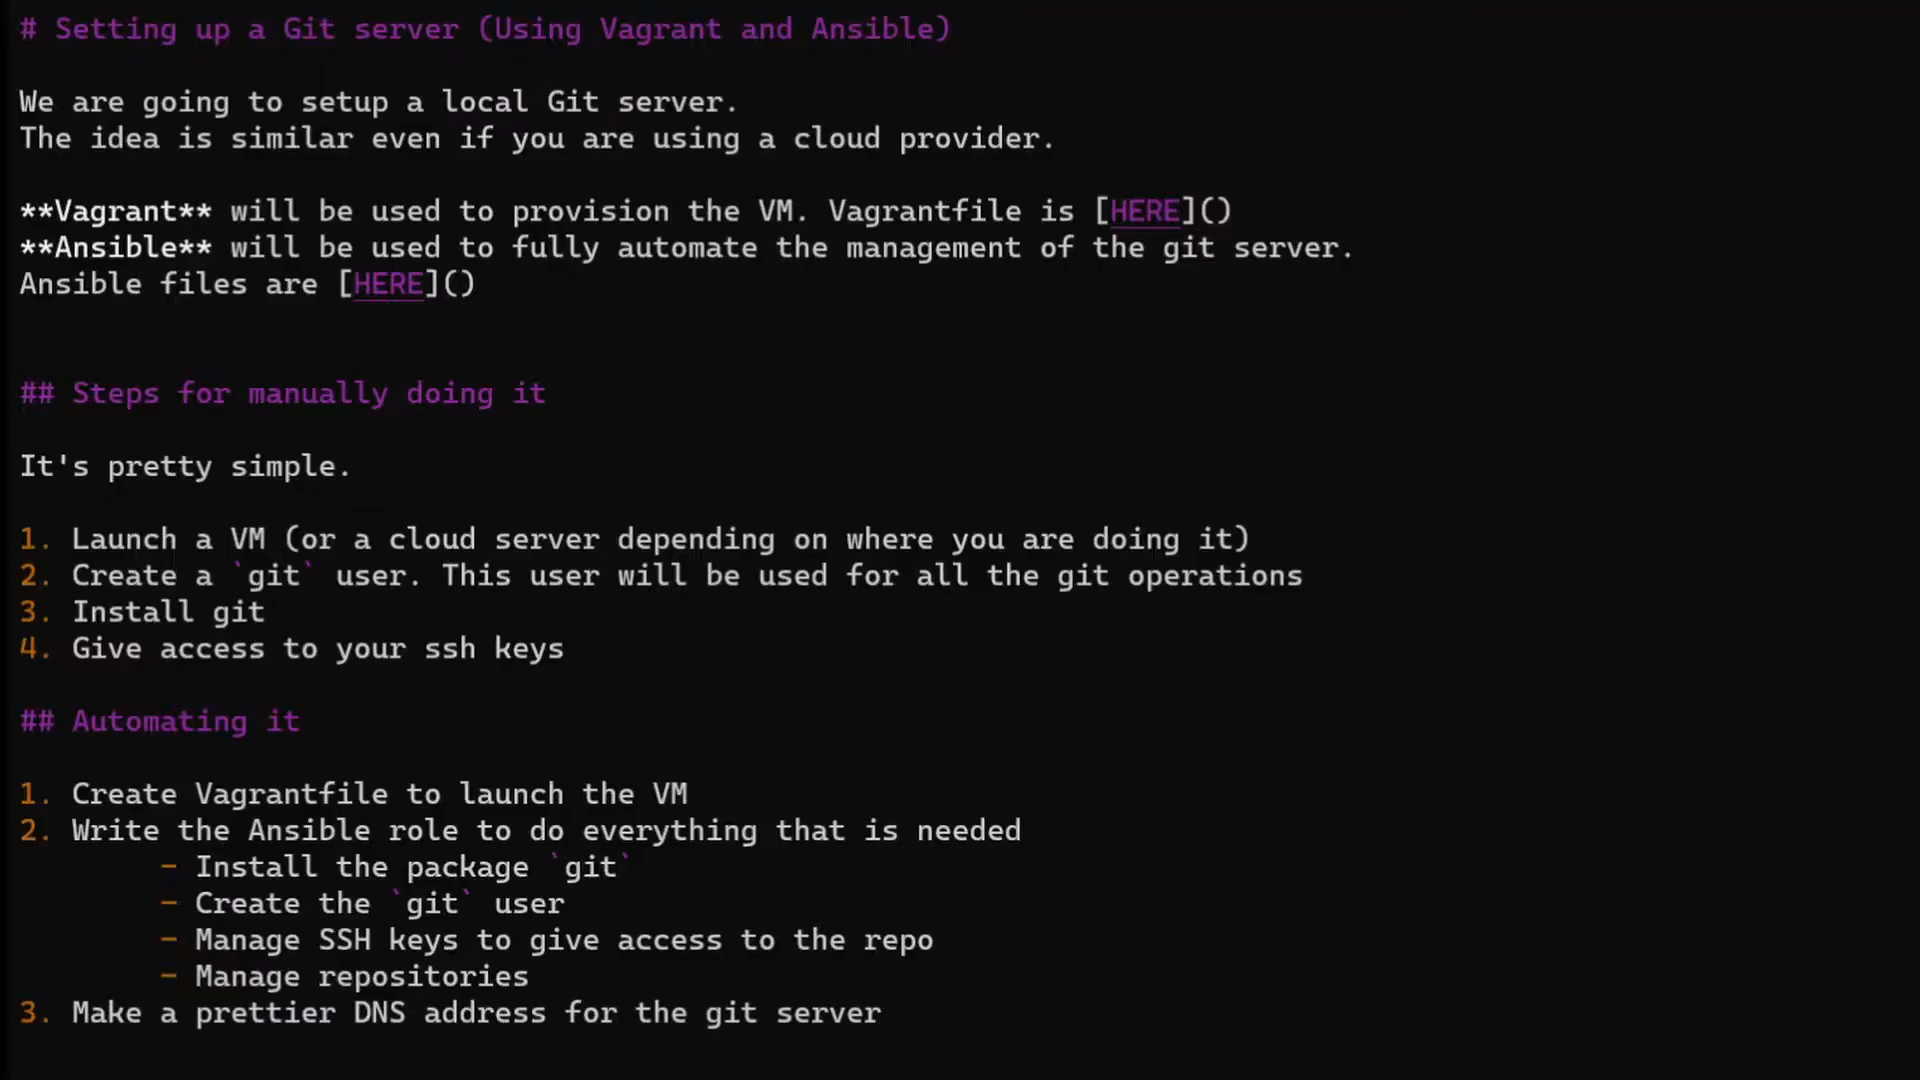 # Setting up a Git server (Using Vagrant and Ansible)
We are going to setup a local Git server.
The idea is similar even if you are using a cloud provider.
**Vagrant** will be used to provision the VM. Vagrantfile is [HERE]()
**Ansible** will be used to fully automate the management of the git server.
Ansible files are [HERE]()
## Steps for manually doing it
It's pretty simple.
1. Launch a VM (or a cloud server depending on where you are doing it)
2. Create a `git` user. This user will be used for all the git operations
3. Install git
4. Give access to your ssh keys
## Automating it
1. Create Vagrantfile to launch the VM
2. Write the Ansible role to do everything that is needed
- Install the package `git`
- Create the `git` user
- Manage SSH keys to give access to the repo
- Manage repositories
3. Make a prettier DNS address for the git server